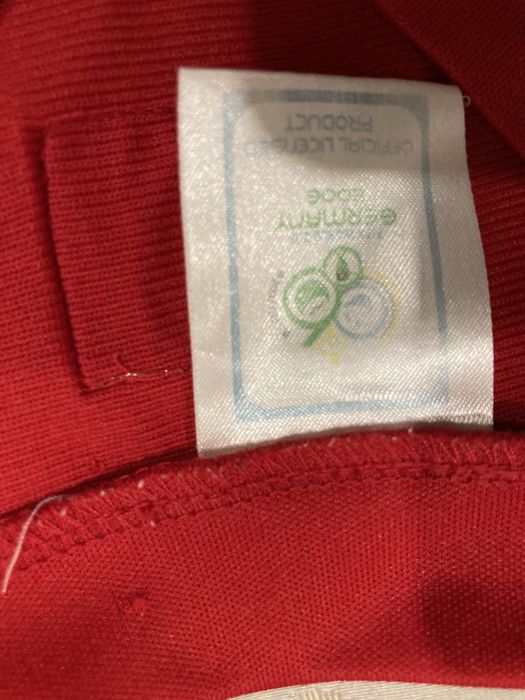 GERMANY
2006
OFFICIAL LICENSED
PRODUCT